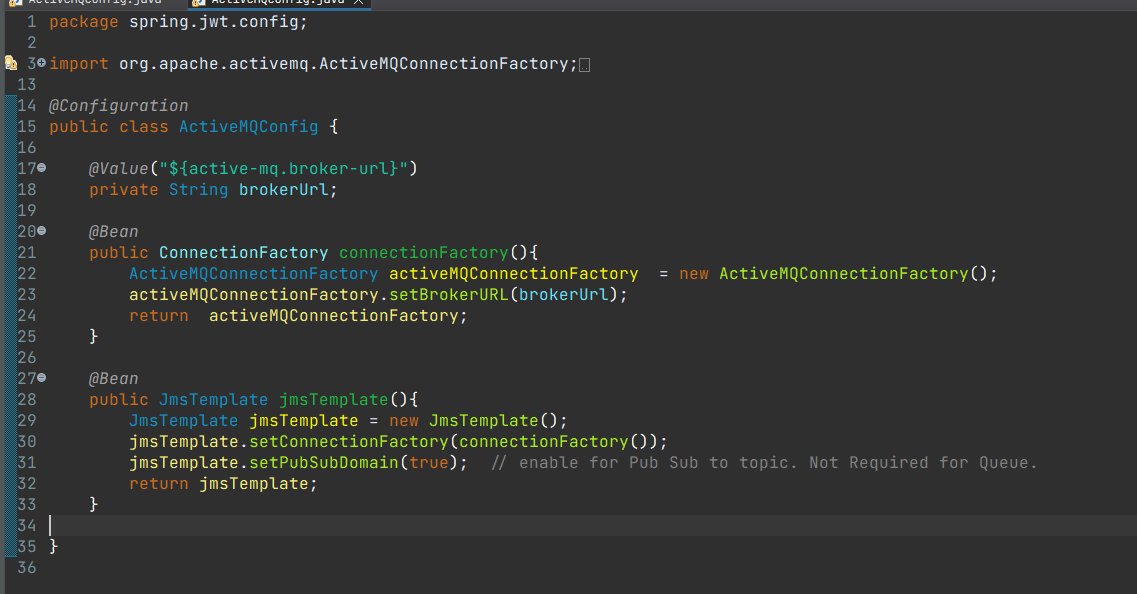 ActiveMQConfig.java
1 package spring.jwt.config;
2
3 import org.apache.activemq.ActiveMQConnectionFactory;
13
14 @Configuration
15 public class ActiveMQConfig {
16
17 @Value("${active-mq.broker-url}")
18 private String brokerUrl;
19
20 @Bean
21 public ConnectionFactory connectionFactory(){
22 ActiveMQConnectionFactory activeMQConnectionFactory  = new ActiveMQConnectionFactory();
23 activeMQConnectionFactory.setBrokerURL(brokerUrl);
24 return  activeMQConnectionFactory;
25 }
26
27 @Bean
28 public JmsTemplate jmsTemplate(){
29 JmsTemplate jmsTemplate = new JmsTemplate();
30 jmsTemplate.setConnectionFactory(connectionFactory());
31 jmsTemplate.setPubSubDomain(true);  // enable for Pub Sub to topic. Not Required for Queue.
32 return jmsTemplate;
33 }
34
35 }
36